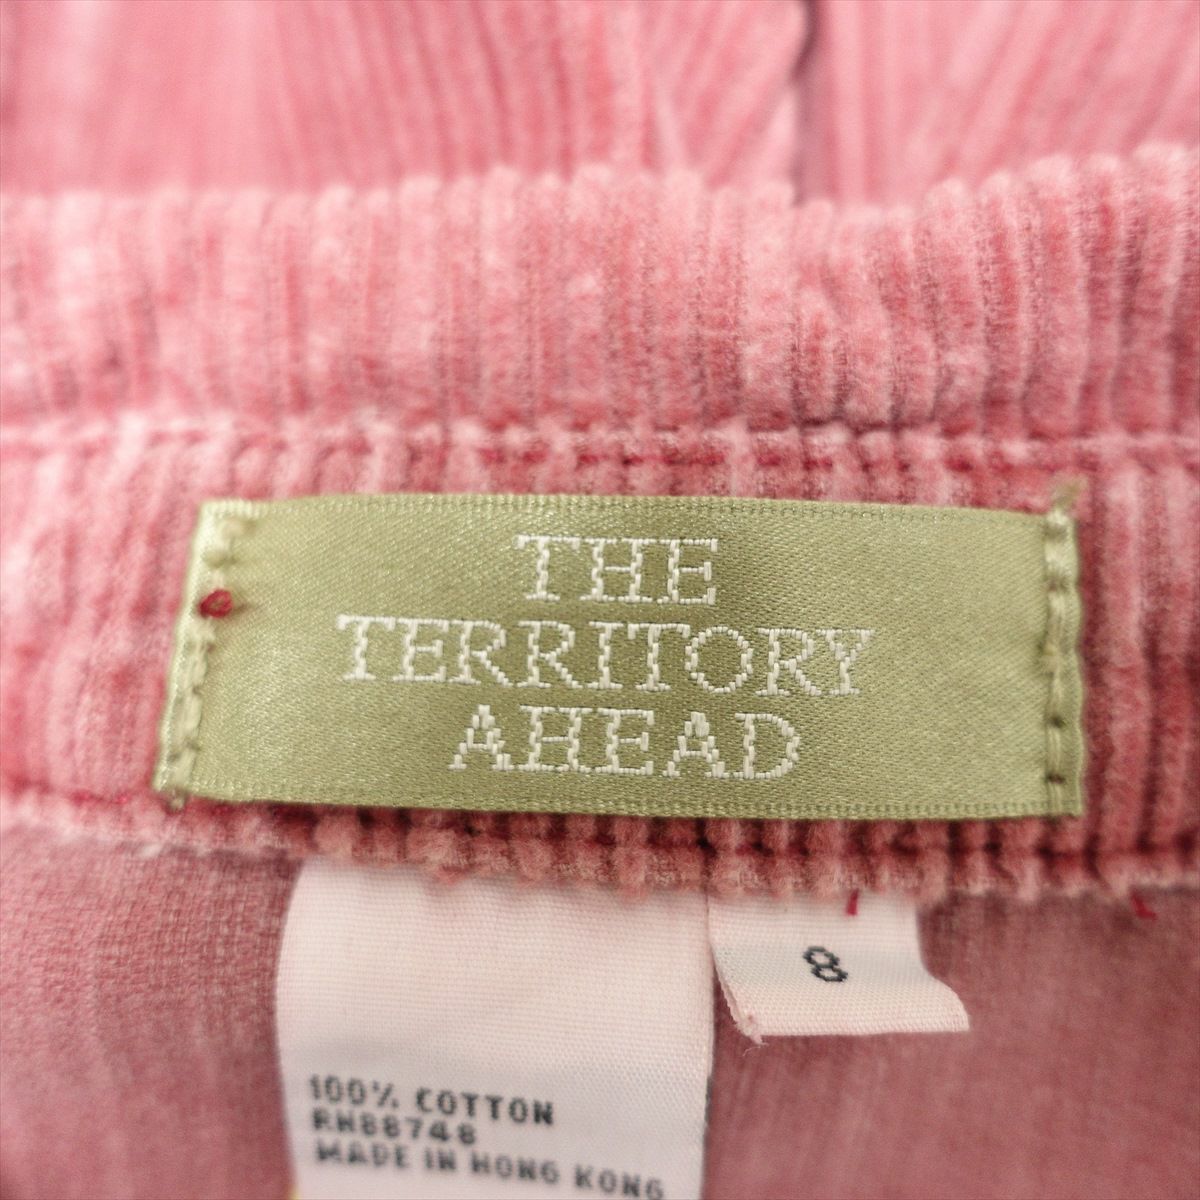 THE
TERRITORY
AHEAD
8
100% COTTON
RN88748
MADE IN HONG KONG